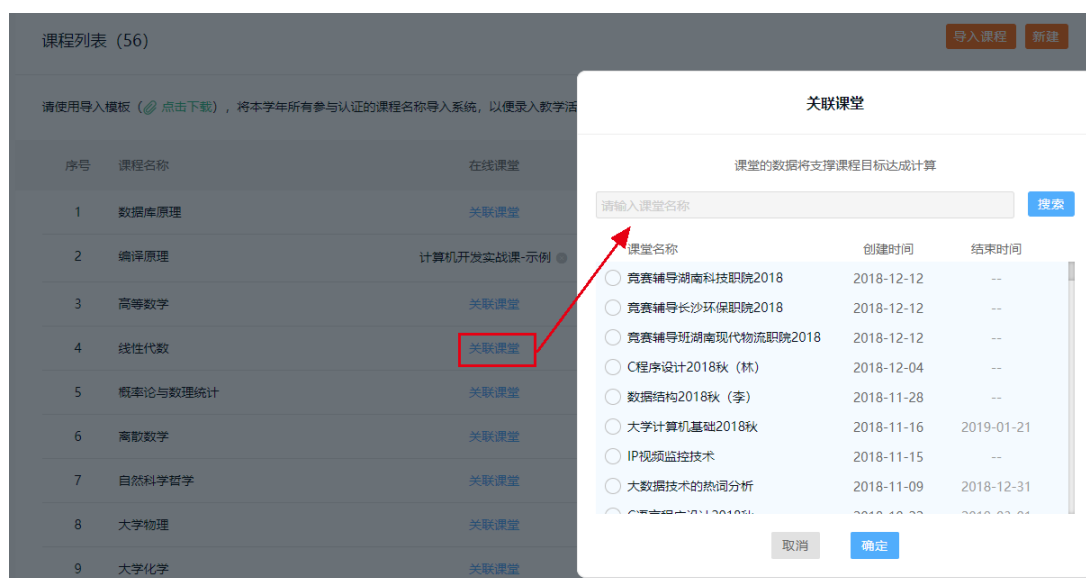 课程列表（56）
导入课程 新建
请使用导入模板（点击下载），将本学年所有参与认证的课程名称导入系统，以便录入教学活
序号 课程名称 在线课堂
1 数据库原理 关联课堂
2 编译原理 计算机开发实战课-示例
3 高等数学 关联课堂
4 线性代数 关联课堂
5 概率论与数理统计 关联课堂
6 离散数学 关联课堂
7 自然科学哲学 关联课堂
8 大学物理 关联课堂
9 大学化学 关联课堂
关联课堂
课堂的数据将支撑课程目标达成计算
请输入课堂名称 搜索
课堂名称 创建时间 结束时间
竞赛辅导湖南科技职院2018 2018-12-12 --
竞赛辅导长沙环保职院2018 2018-12-12 --
竞赛辅导班湖南现代物流职院2018 2018-12-12 --
C程序设计2018秋（林） 2018-12-04 --
数据结构2018秋（李） 2018-11-28 --
大学计算机基础2018秋 2018-11-16 2019-01-21
IP视频监控技术 2018-11-15 --
大数据技术的热词分析 2018-11-09 2018-12-31
取消 确定